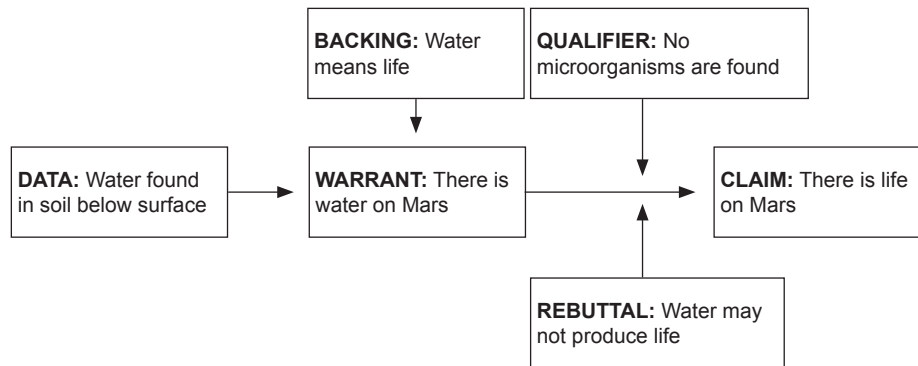 BACKING: Water
means life
QUALIFIER: No
microorganisms are found
DATA: Water found
in soil below surface
WARRANT: There is
water on Mars
CLAIM: There is life
on Mars
REBUTTAL: Water may
not produce life